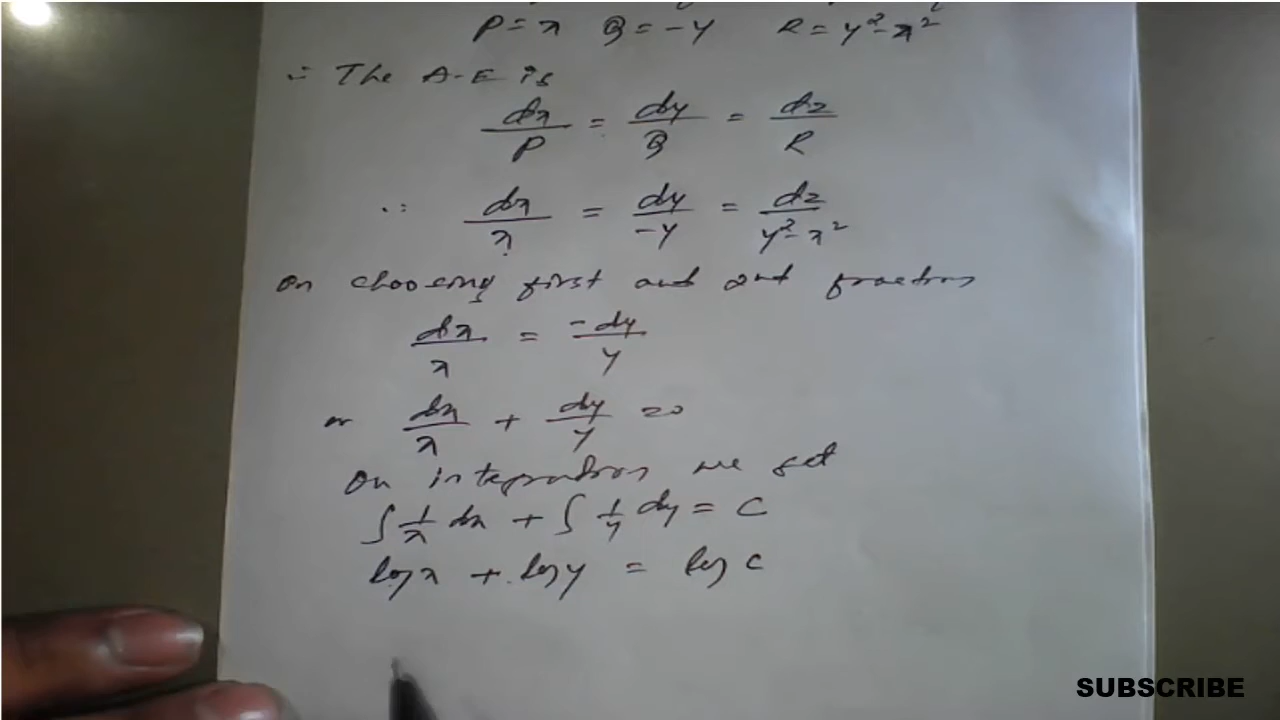 P = x Q = -y R = y² - x²
∴ The A-E is
dx/P = dy/Q = dz/R
∴ dx/x = dy/-y = dz/y² - x²
On choosing first and 2nd fraction
dx/x = -dy/y
or dx/x + dy/y = 0
On integration we get
∫ 1/x dx + ∫ 1/y dy = C
log x + log y = log c
SUBSCRIBE